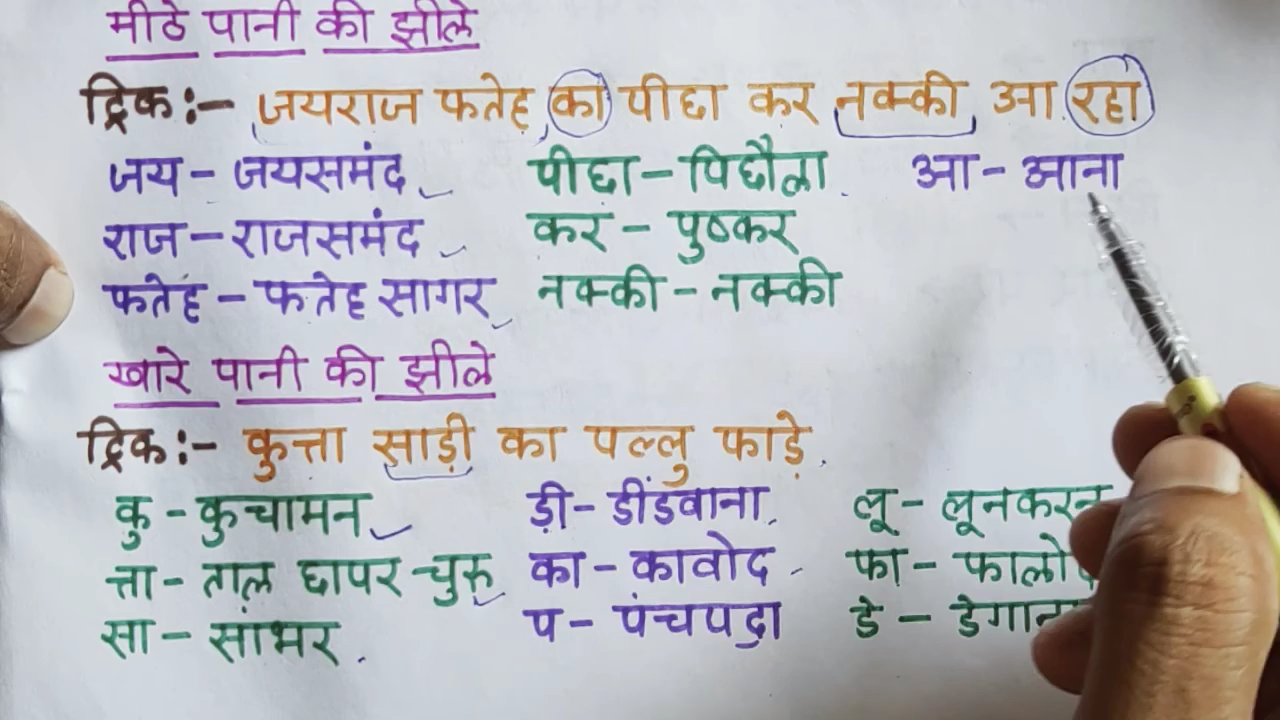 मीठे पानी की झीले
ट्रिक:- जयराज फतेह का पीछा कर नक्की आ रहा
जय - जयसमंद पीछा - पिछौला आ - आना
राज - राजसमंद कर - पुष्कर
फतेह - फतेह सागर नक्की - नक्की
खारे पानी की झीले
ट्रिक:- कुत्ता साड़ी का पल्लु फाड़े
कु - कुचामन ड़ी - डीडवाना लू - लूनकरन
त्ता - ताल छापर - चुरू का - कावोद फा -
सा - सांभर प - पंचपद्रा डे -